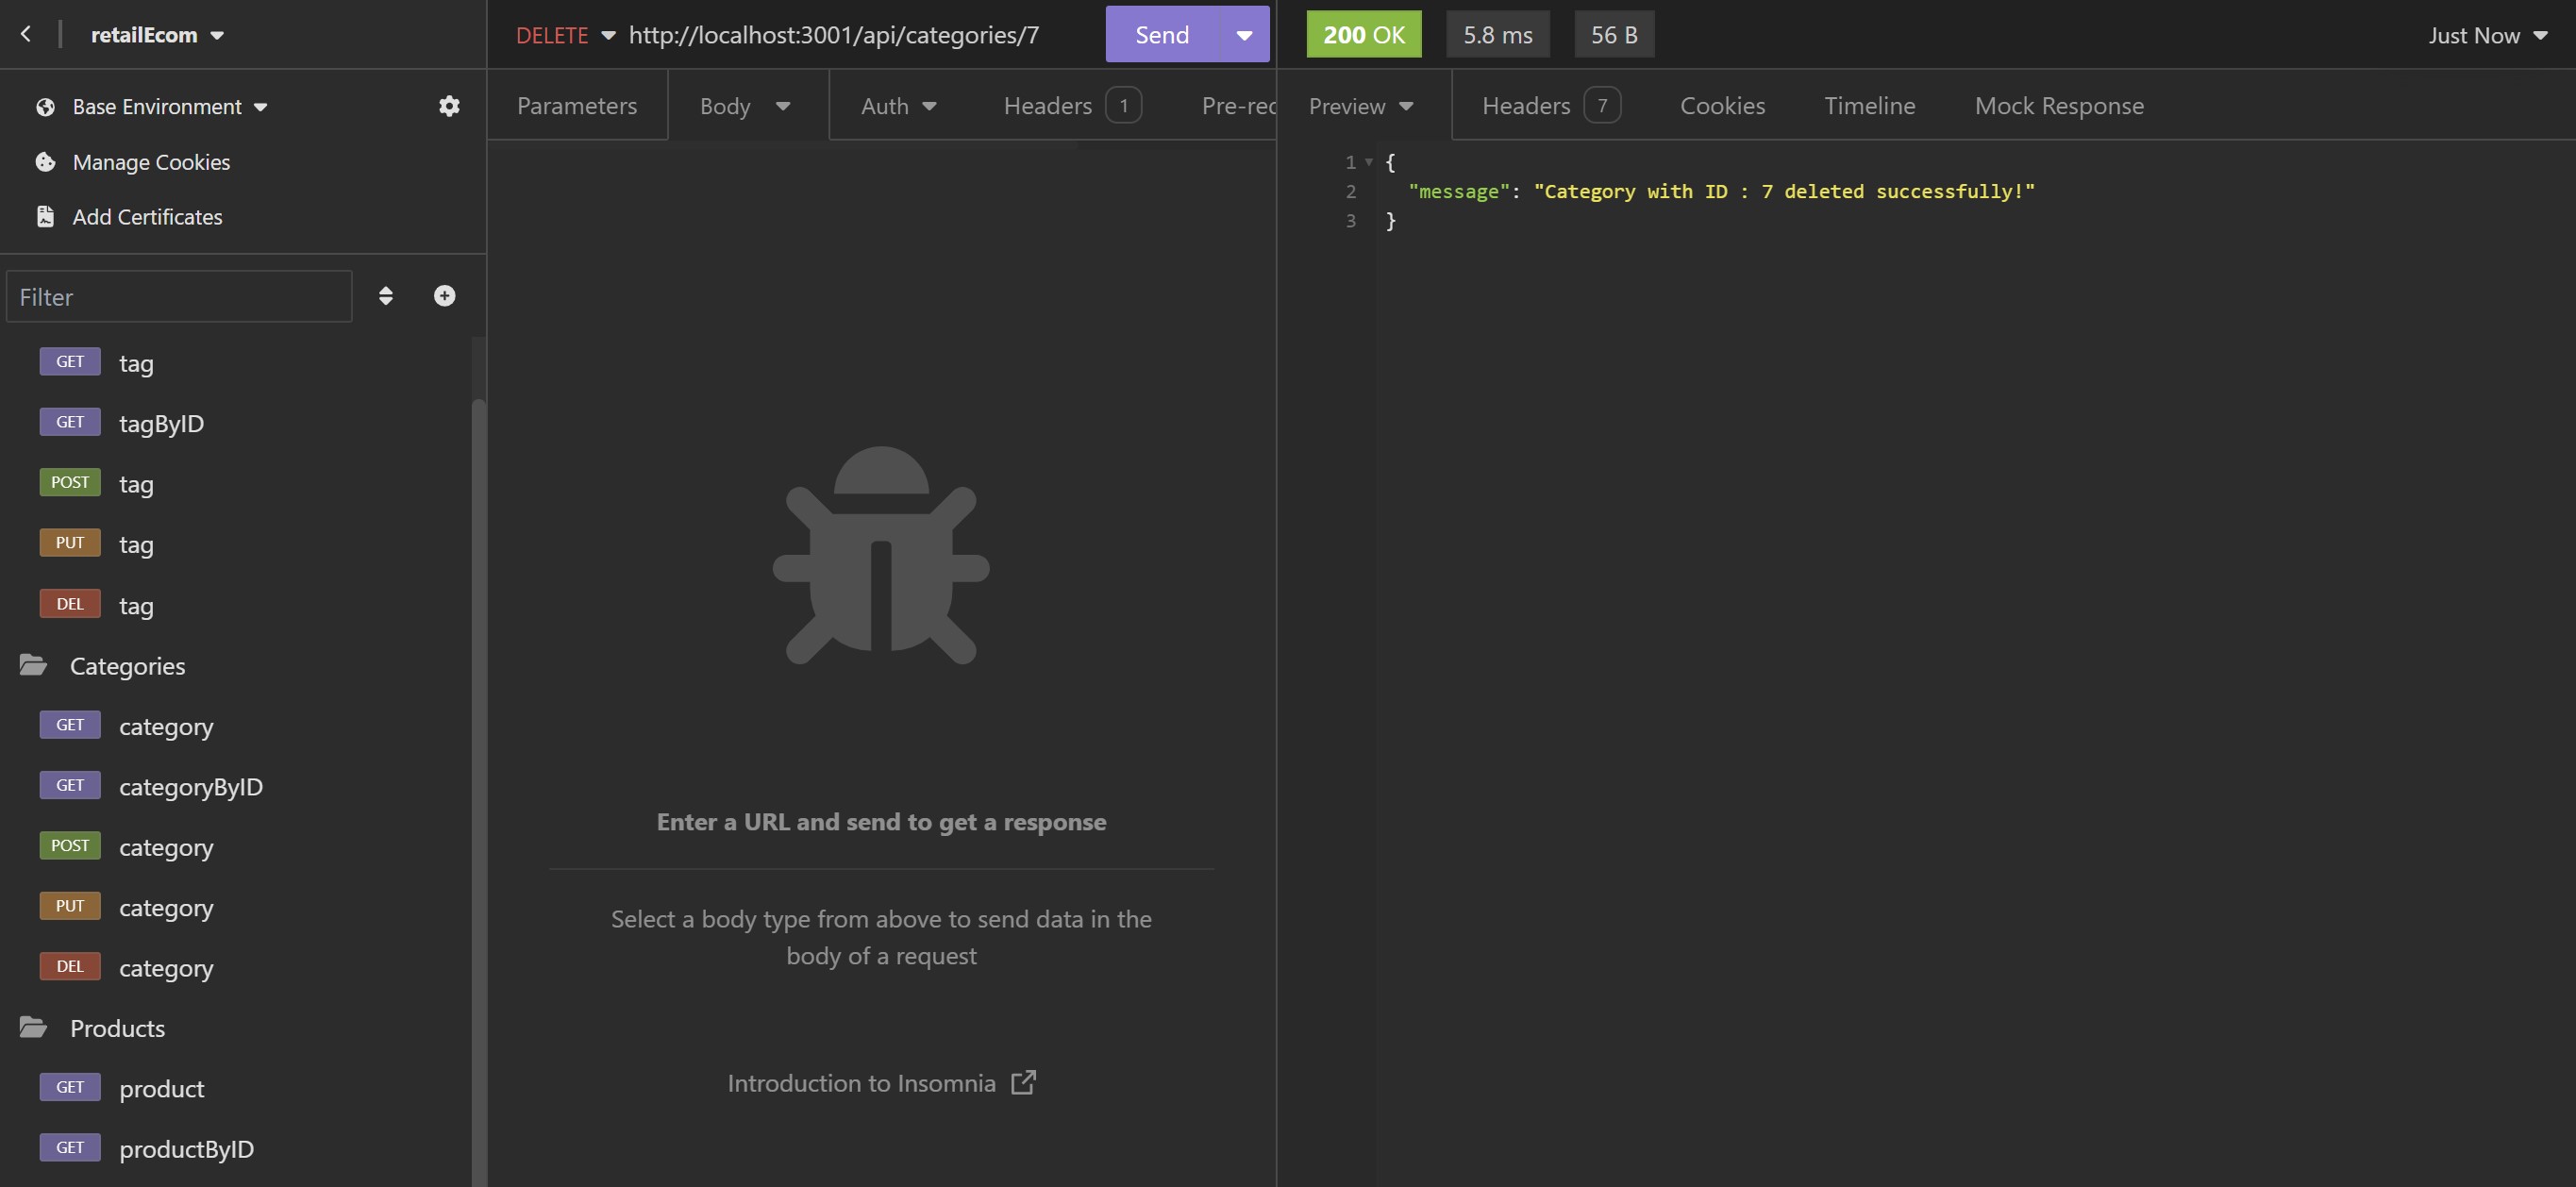 retailEcom
Base Environment
Manage Cookies
Add Certificates
Filter
GET tag
GET tagByID
POST tag
PUT tag
DEL tag
Categories
GET category
GET categoryByID
POST category
PUT category
DEL category
Products
GET product
GET productByID
DELETE http://localhost:3001/api/categories/7 Send
Parameters Body Auth Headers 1 Pre-rec
Enter a URL and send to get a response
Select a body type from above to send data in the
body of a request
Introduction to Insomnia
200 OK 5.8 ms 56 B Just Now
Preview Headers 7 Cookies Timeline Mock Response
1 {
2 "message": "Category with ID : 7 deleted successfully!"
3 }